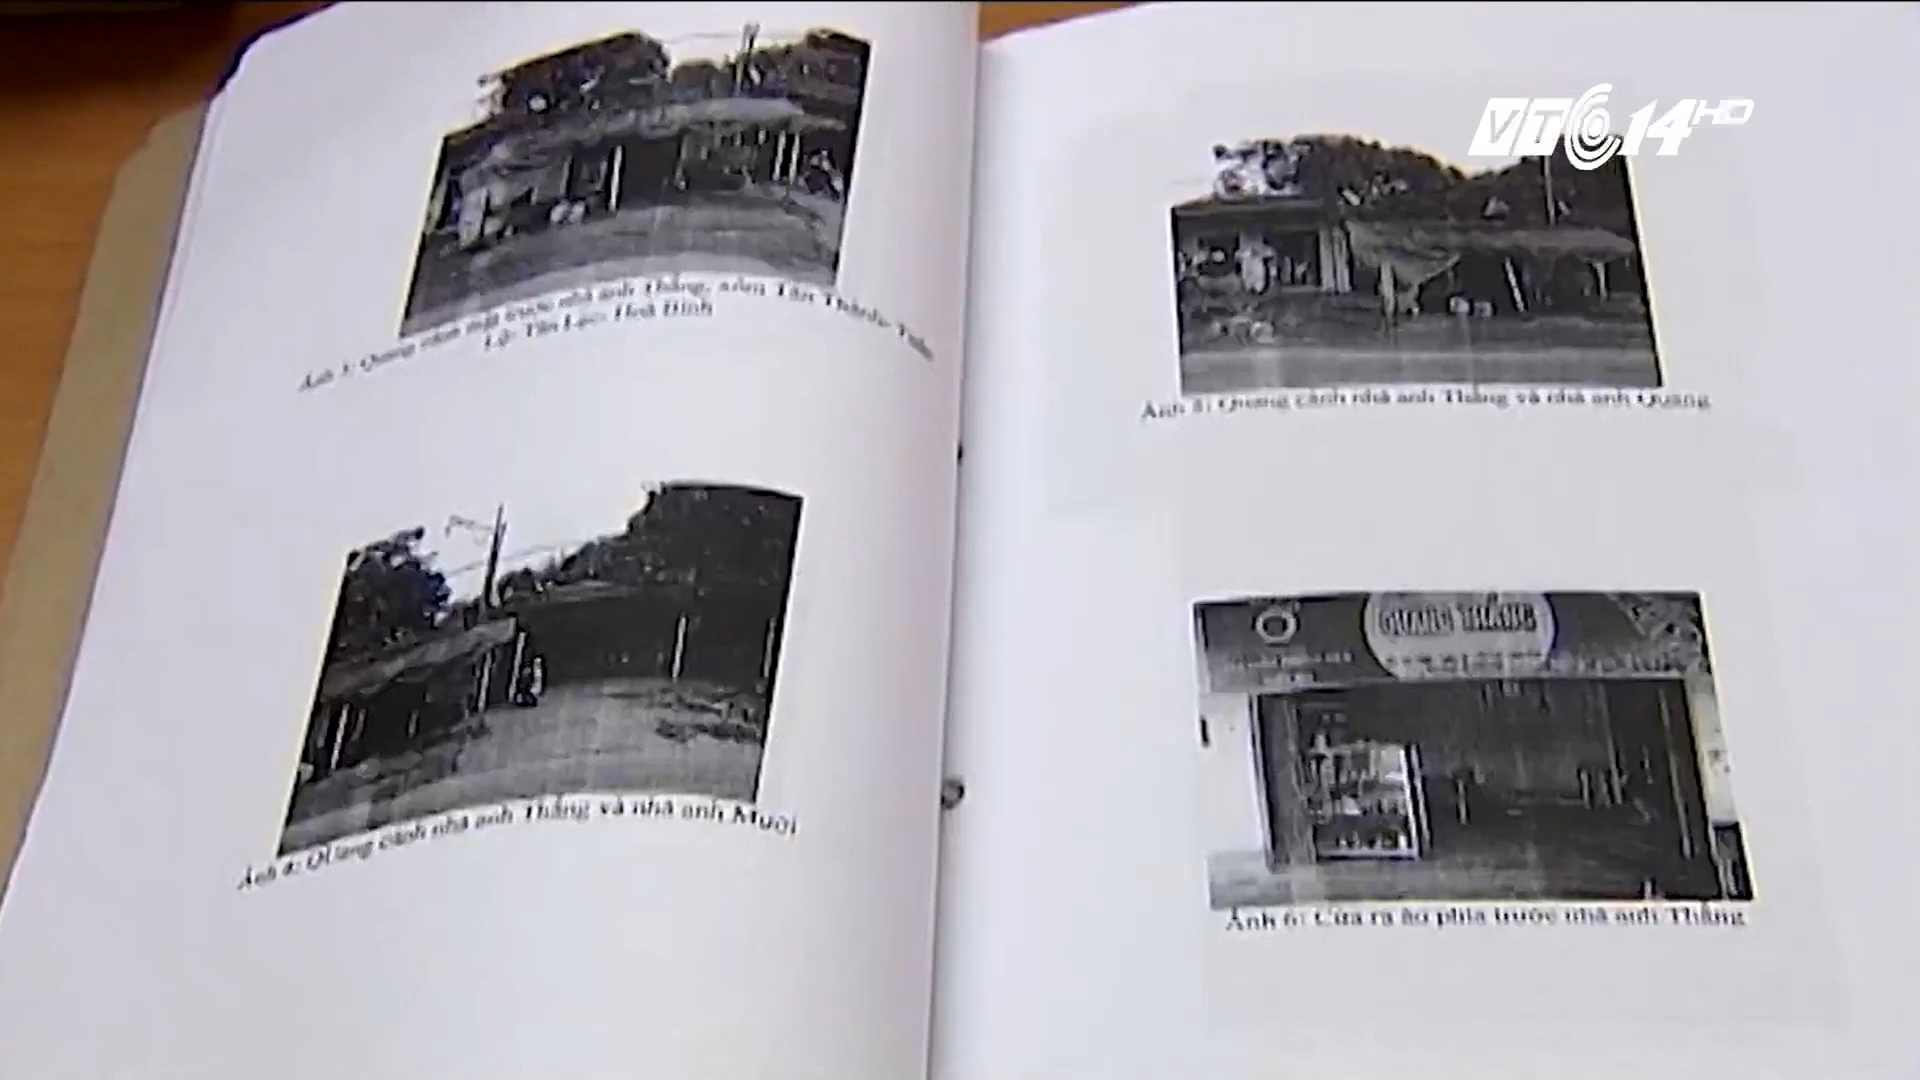 VTC14 HD
Ảnh 3: Quang cảnh mặt trước nhà anh Thắng, xóm Tân Thành- Tuân
Lộ- Tân Lạc- Hoà Bình
Ảnh 4: Quang cảnh nhà anh Thắng và nhà anh Mười
Ảnh 5: Quang cảnh nhà anh Thắng và nhà anh Quang
QUANG THẮNG
Ảnh 6: Cửa ra ào phía trước nhà anh Thắng